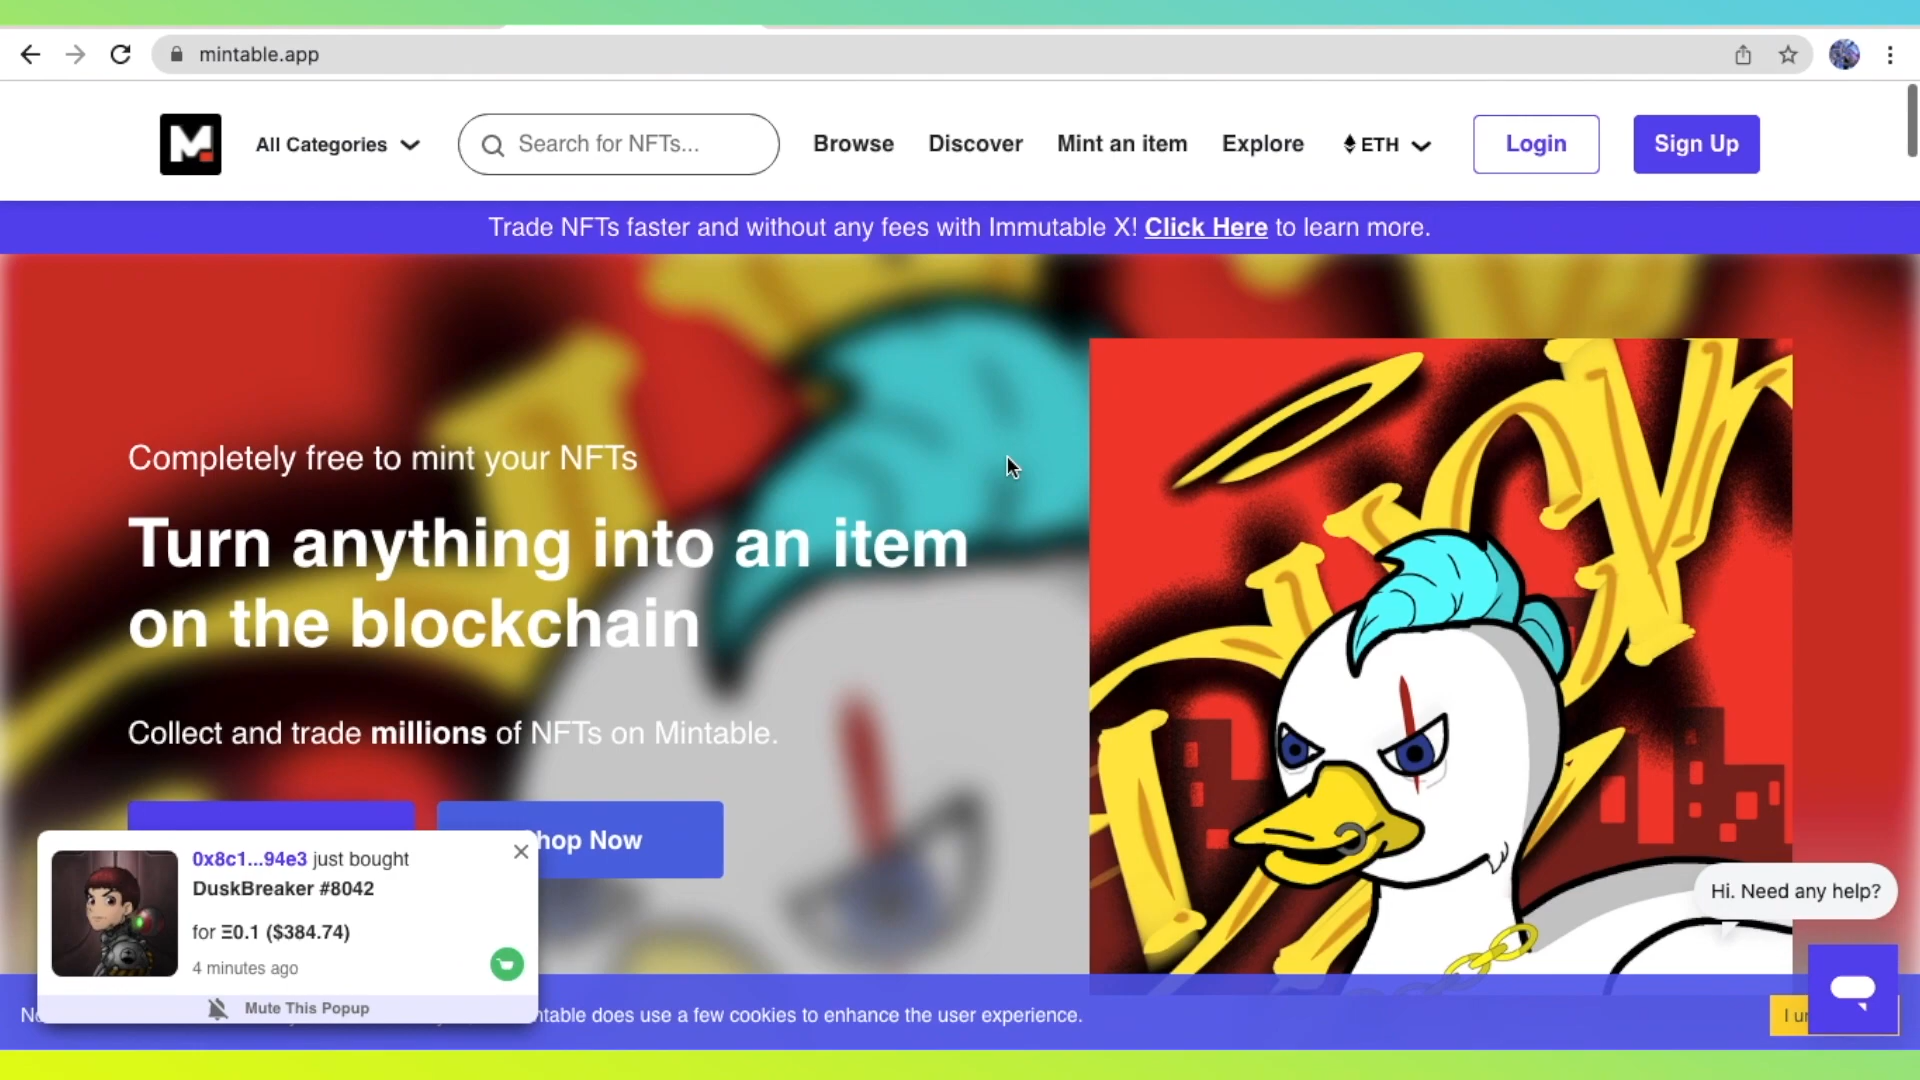 mintable.app
M
All Categories
Search for NFTs...
Browse
Discover
Mint an item
Explore
ETH
Login
Sign Up
Trade NFTs faster and without any fees with Immutable X! Click Here to learn more.
Completely free to mint your NFTs
Turn anything into an item
on the blockchain
Collect and trade millions of NFTs on Mintable.
hop Now
0x8c1...94e3 just bought
DuskBreaker #8042
for Ξ0.1 ($384.74)
4 minutes ago
Mute This Popup
Hi. Need any help?
ntable does use a few cookies to enhance the user experience.